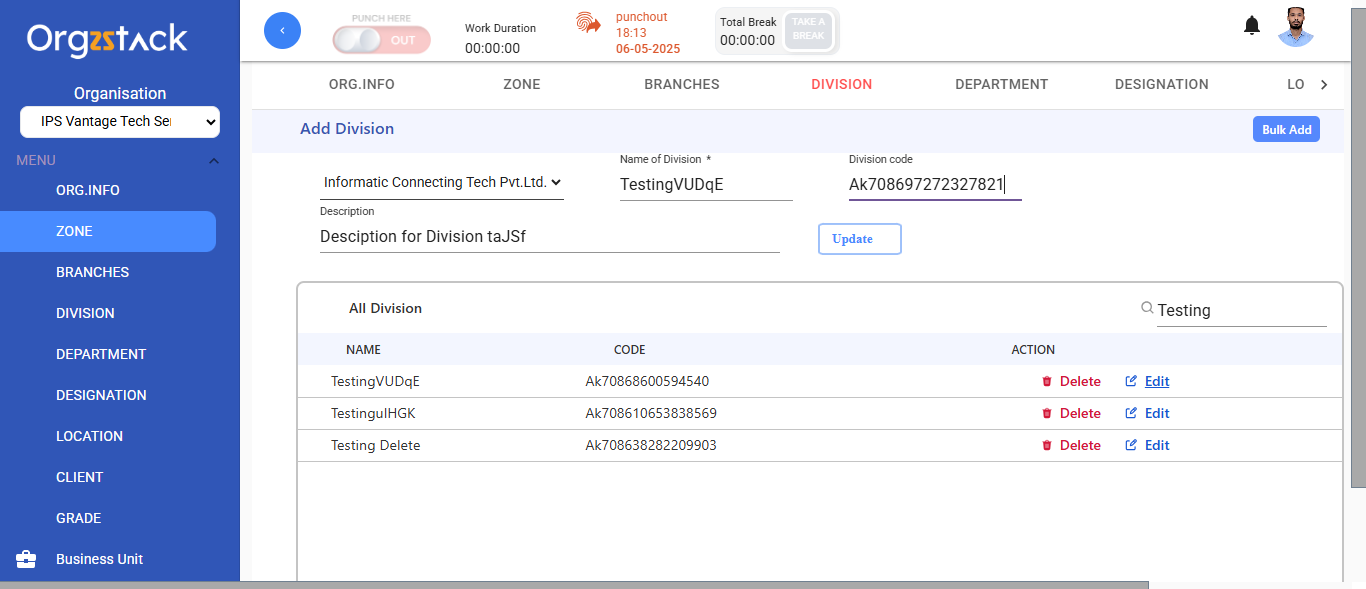 Orgzstack
Organisation
IPS Vantage Tech Ser
MENU
ORG.INFO
ZONE
BRANCHES
DIVISION
DEPARTMENT
DESIGNATION
LOCATION
CLIENT
GRADE
Business Unit
PUNCH HERE
OUT
Work Duration
00:00:00
punchout
18:13
06-05-2025
Total Break
00:00:00
TAKE A
BREAK
ORG.INFO ZONE BRANCHES DIVISION DEPARTMENT DESIGNATION LO
Add Division
Bulk Add
Informatic Connecting Tech Pvt.Ltd.
Name of Division *
TestingVUDqE
Division code
Ak708697272327821
Description
Desciption for Division taJSf
Update
All Division
Testing
NAME CODE ACTION
TestingVUDqE Ak70868600594540 Delete Edit
TestinguIHGK Ak708610653838569 Delete Edit
Testing Delete Ak708638282209903 Delete Edit